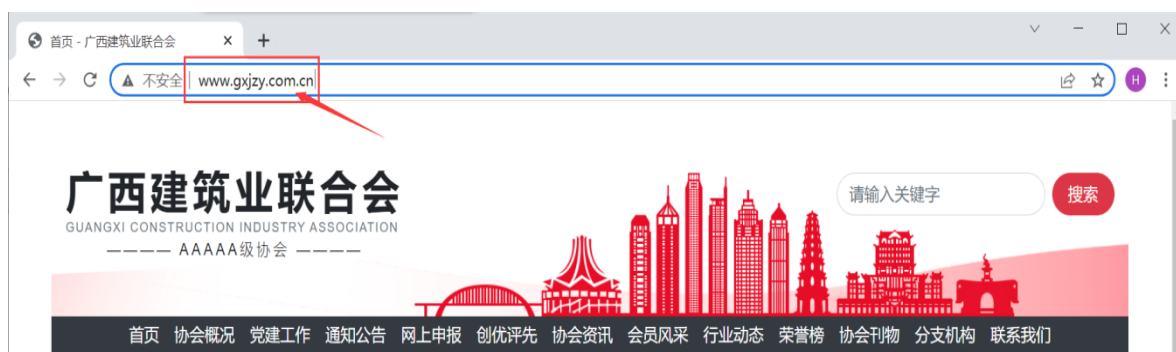 首页 - 广西建筑业联合会
不安全 www.gxjzy.com.cn
H
广西建筑业联合会
GUANGXI CONSTRUCTION INDUSTRY ASSOCIATION
———— AAAAA级协会 ————
请输入关键字 搜索
首页 协会概况 党建工作 通知公告 网上申报 创优评先 协会资讯 会员风采 行业动态 荣誉榜 协会刊物 分支机构 联系我们